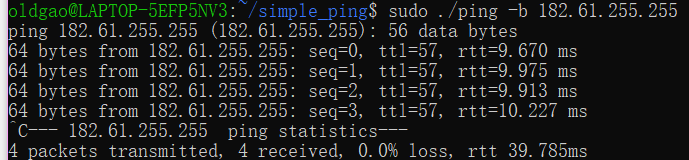 oldgao@LAPTOP-5EFP5NV3:~/simple_ping$ sudo ./ping -b 182.61.255.255
ping 182.61.255.255 (182.61.255.255): 56 data bytes
64 bytes from 182.61.255.255: seq=0, ttl=57, rtt=9.670 ms
64 bytes from 182.61.255.255: seq=1, ttl=57, rtt=9.975 ms
64 bytes from 182.61.255.255: seq=2, ttl=57, rtt=9.913 ms
64 bytes from 182.61.255.255: seq=3, ttl=57, rtt=10.227 ms
^C--- 182.61.255.255  ping statistics---
4 packets transmitted, 4 received, 0.0% loss, rtt 39.785ms